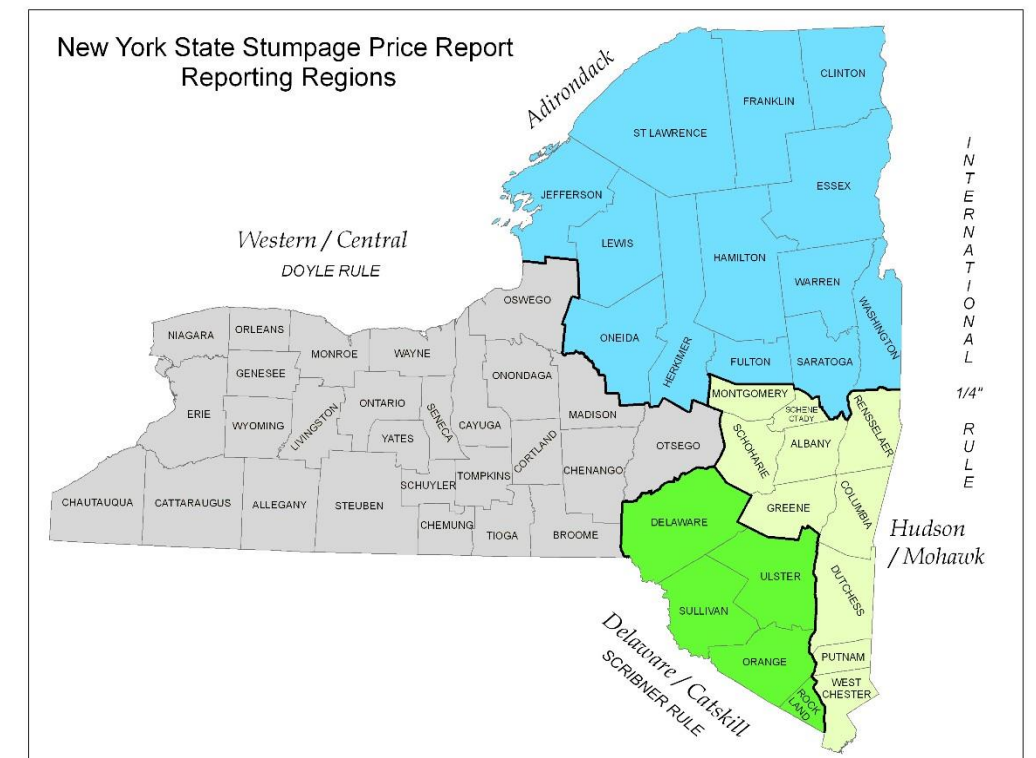 New York State Stumpage Price Report
Reporting Regions
Adirondack
CLINTON
FRANKLIN
ST LAWRENCE
ESSEX
JEFFERSON
LEWIS
HAMILTON
WARREN
WASHINGTON
ONEIDA
HERKIMER
FULTON
SARATOGA
INTERNATIONAL
1/4"
RULE
Western / Central
DOYLE RULE
OSWEGO
NIAGARA
ORLEANS
MONROE
WAYNE
GENESEE
ONONDAGA
ERIE
WYOMING
LIVINGSTON
ONTARIO
SENECA
CAYUGA
MADISON
YATES
CORTLAND
OTSEGO
CHENANGO
SCHUYLER
TOMPKINS
CHAUTAUQUA
CATTARAUGUS
ALLEGANY
STEUBEN
CHEMUNG
TIOGA
BROOME
MONTGOMERY
SCHENE
CTADY
RENSSELAER
SCHOHARIE
ALBANY
GREENE
COLUMBIA
Hudson
/ Mohawk
DELAWARE
ULSTER
DUTCHESS
SULLIVAN
ORANGE
PUTNAM
WEST
CHESTER
ROCK
LAND
Delaware / Catskill
SCRIBNER RULE